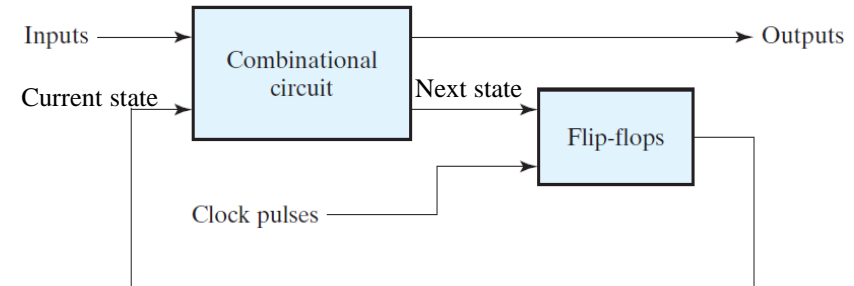 Inputs
Combinational
circuit
Outputs
Current state
Next state
Flip-flops
Clock pulses